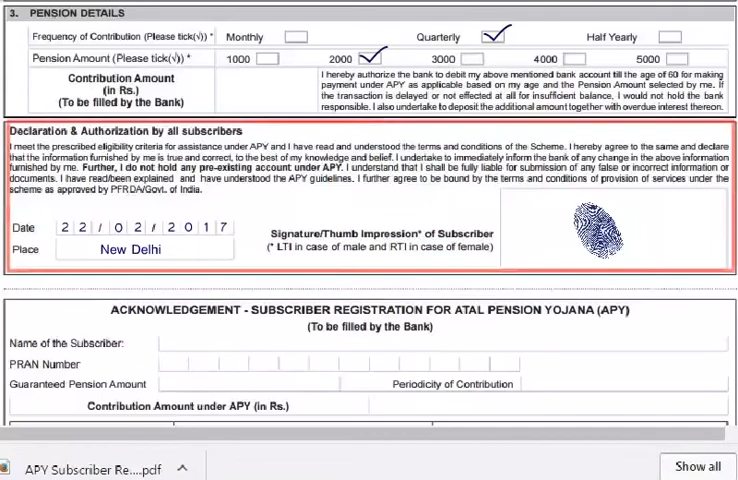 3. PENSION DETAILS
Frequency of Contribution (Please tick(√)) * Monthly Quarterly Half Yearly
Pension Amount (Please tick(√)) * 1000 2000 3000 4000 5000
Contribution Amount
(in Rs.)
(To be filled by the Bank)
I hereby authorize the bank to debit my above mentioned bank account till the age of 60 for making
payment under APY as applicable based on my age and the Pension Amount selected by me. If
the transaction is delayed or not effected at all for insufficient balance, I would not hold the bank
responsible. I also undertake to deposit the additional amount together with overdue interest thereon.
Declaration & Authorization by all subscribers
I meet the prescribed eligibility criteria for assistance under APY and I have read and understood the terms and conditions of the Scheme. I hereby agree to the same and declare
that the information furnished by me is true and correct, to the best of my knowledge and belief. I undertake to immediately inform the bank of any change in the above information
furnished by me. Further, I do not hold any pre-existing account under APY. I understand that I shall be fully liable for submission of any false or incorrect information or
documents. I have read/been explained and have understood the APY guidelines. I further agree to be bound by the terms and conditions of provision of services under the
scheme as approved by PFRDA/Govt. of India.
Date 22/02/2017
Place New Delhi
Signature/Thumb Impression* of Subscriber
(* LTI in case of male and RTI in case of female)
ACKNOWLEDGEMENT - SUBSCRIBER REGISTRATION FOR ATAL PENSION YOJANA (APY)
(To be filled by the Bank)
Name of the Subscriber:
PRAN Number
Guaranteed Pension Amount Periodicity of Contribution
Contribution Amount under APY (in Rs.)
APY Subscriber Re....pdf Show all